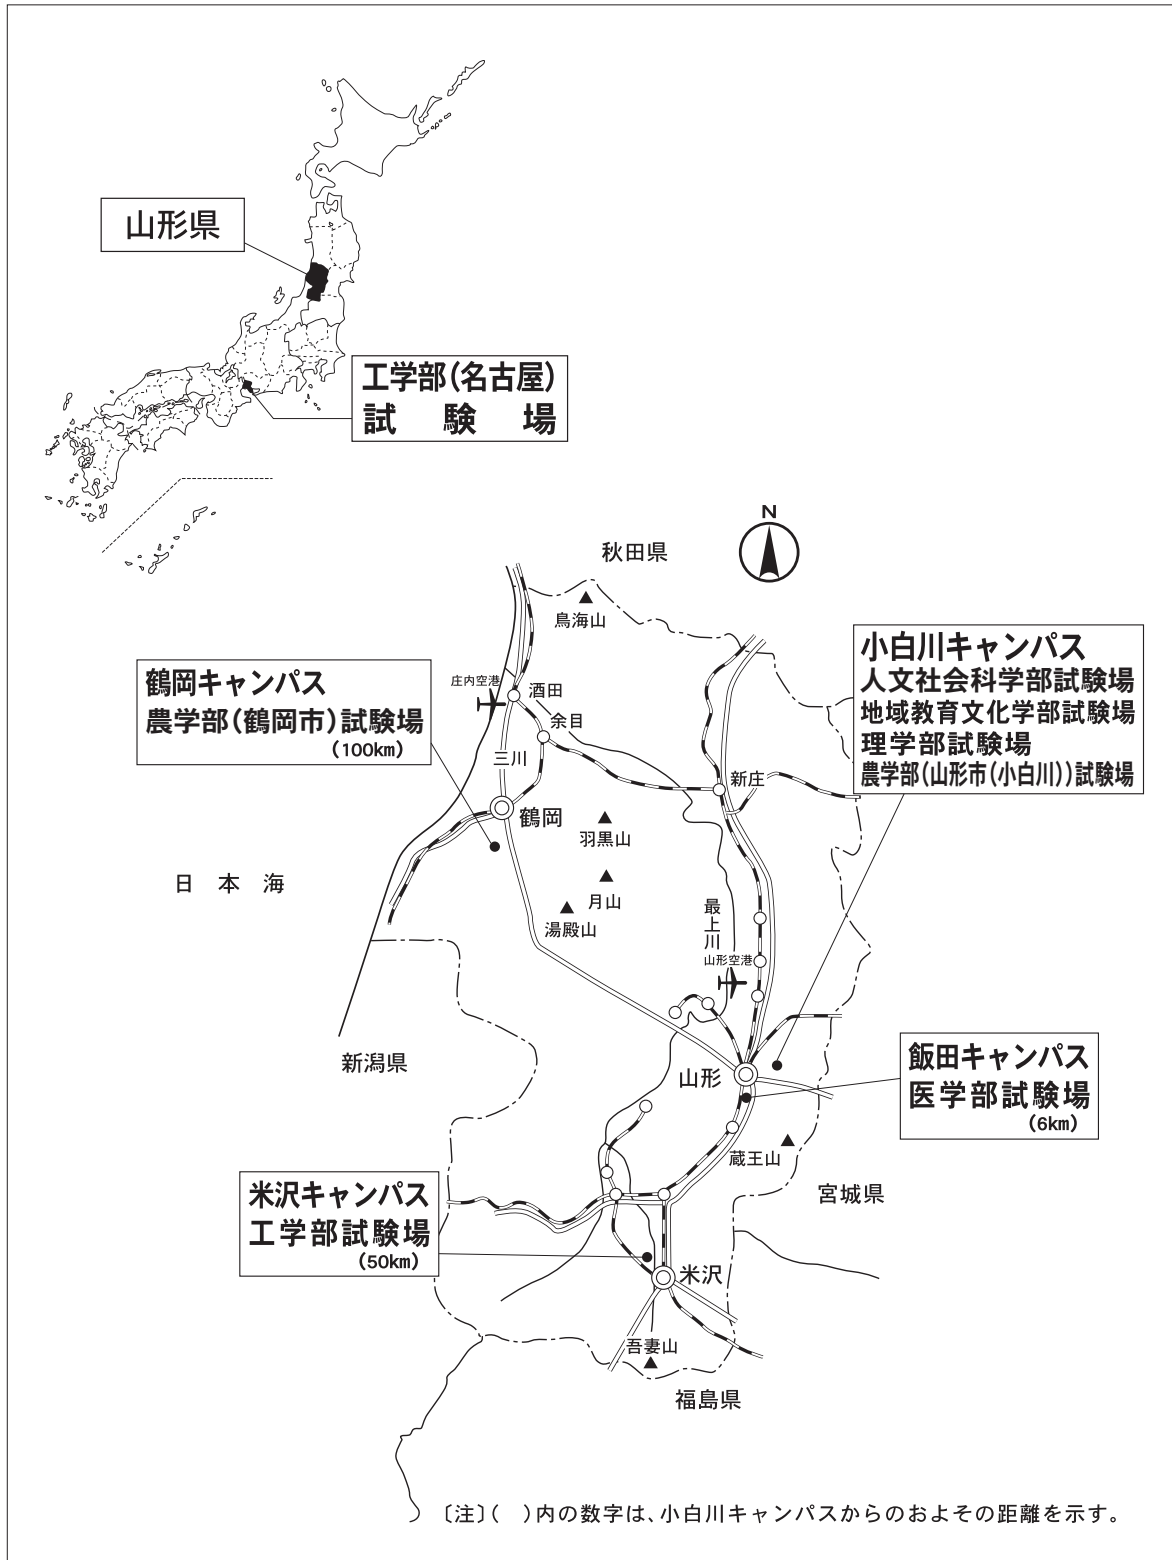 山形県
工学部(名古屋)
試験場
N
秋田県
鳥海山
小白川キャンパス
人文社会科学部試験場
地域教育文化学部試験場
理学部試験場
農学部(山形市(小白川))試験場
鶴岡キャンパス
農学部(鶴岡市)試験場
(100km)
庄内空港
酒田
余目
三川
新庄
鶴岡
羽黒山
日本海
月山
湯殿山
最上川
山形空港
新潟県
山形
飯田キャンパス
医学部試験場
(6km)
蔵王山
米沢キャンパス
工学部試験場
(50km)
宮城県
米沢
吾妻山
福島県
〔注〕( )内の数字は、小白川キャンパスからのおよその距離を示す。